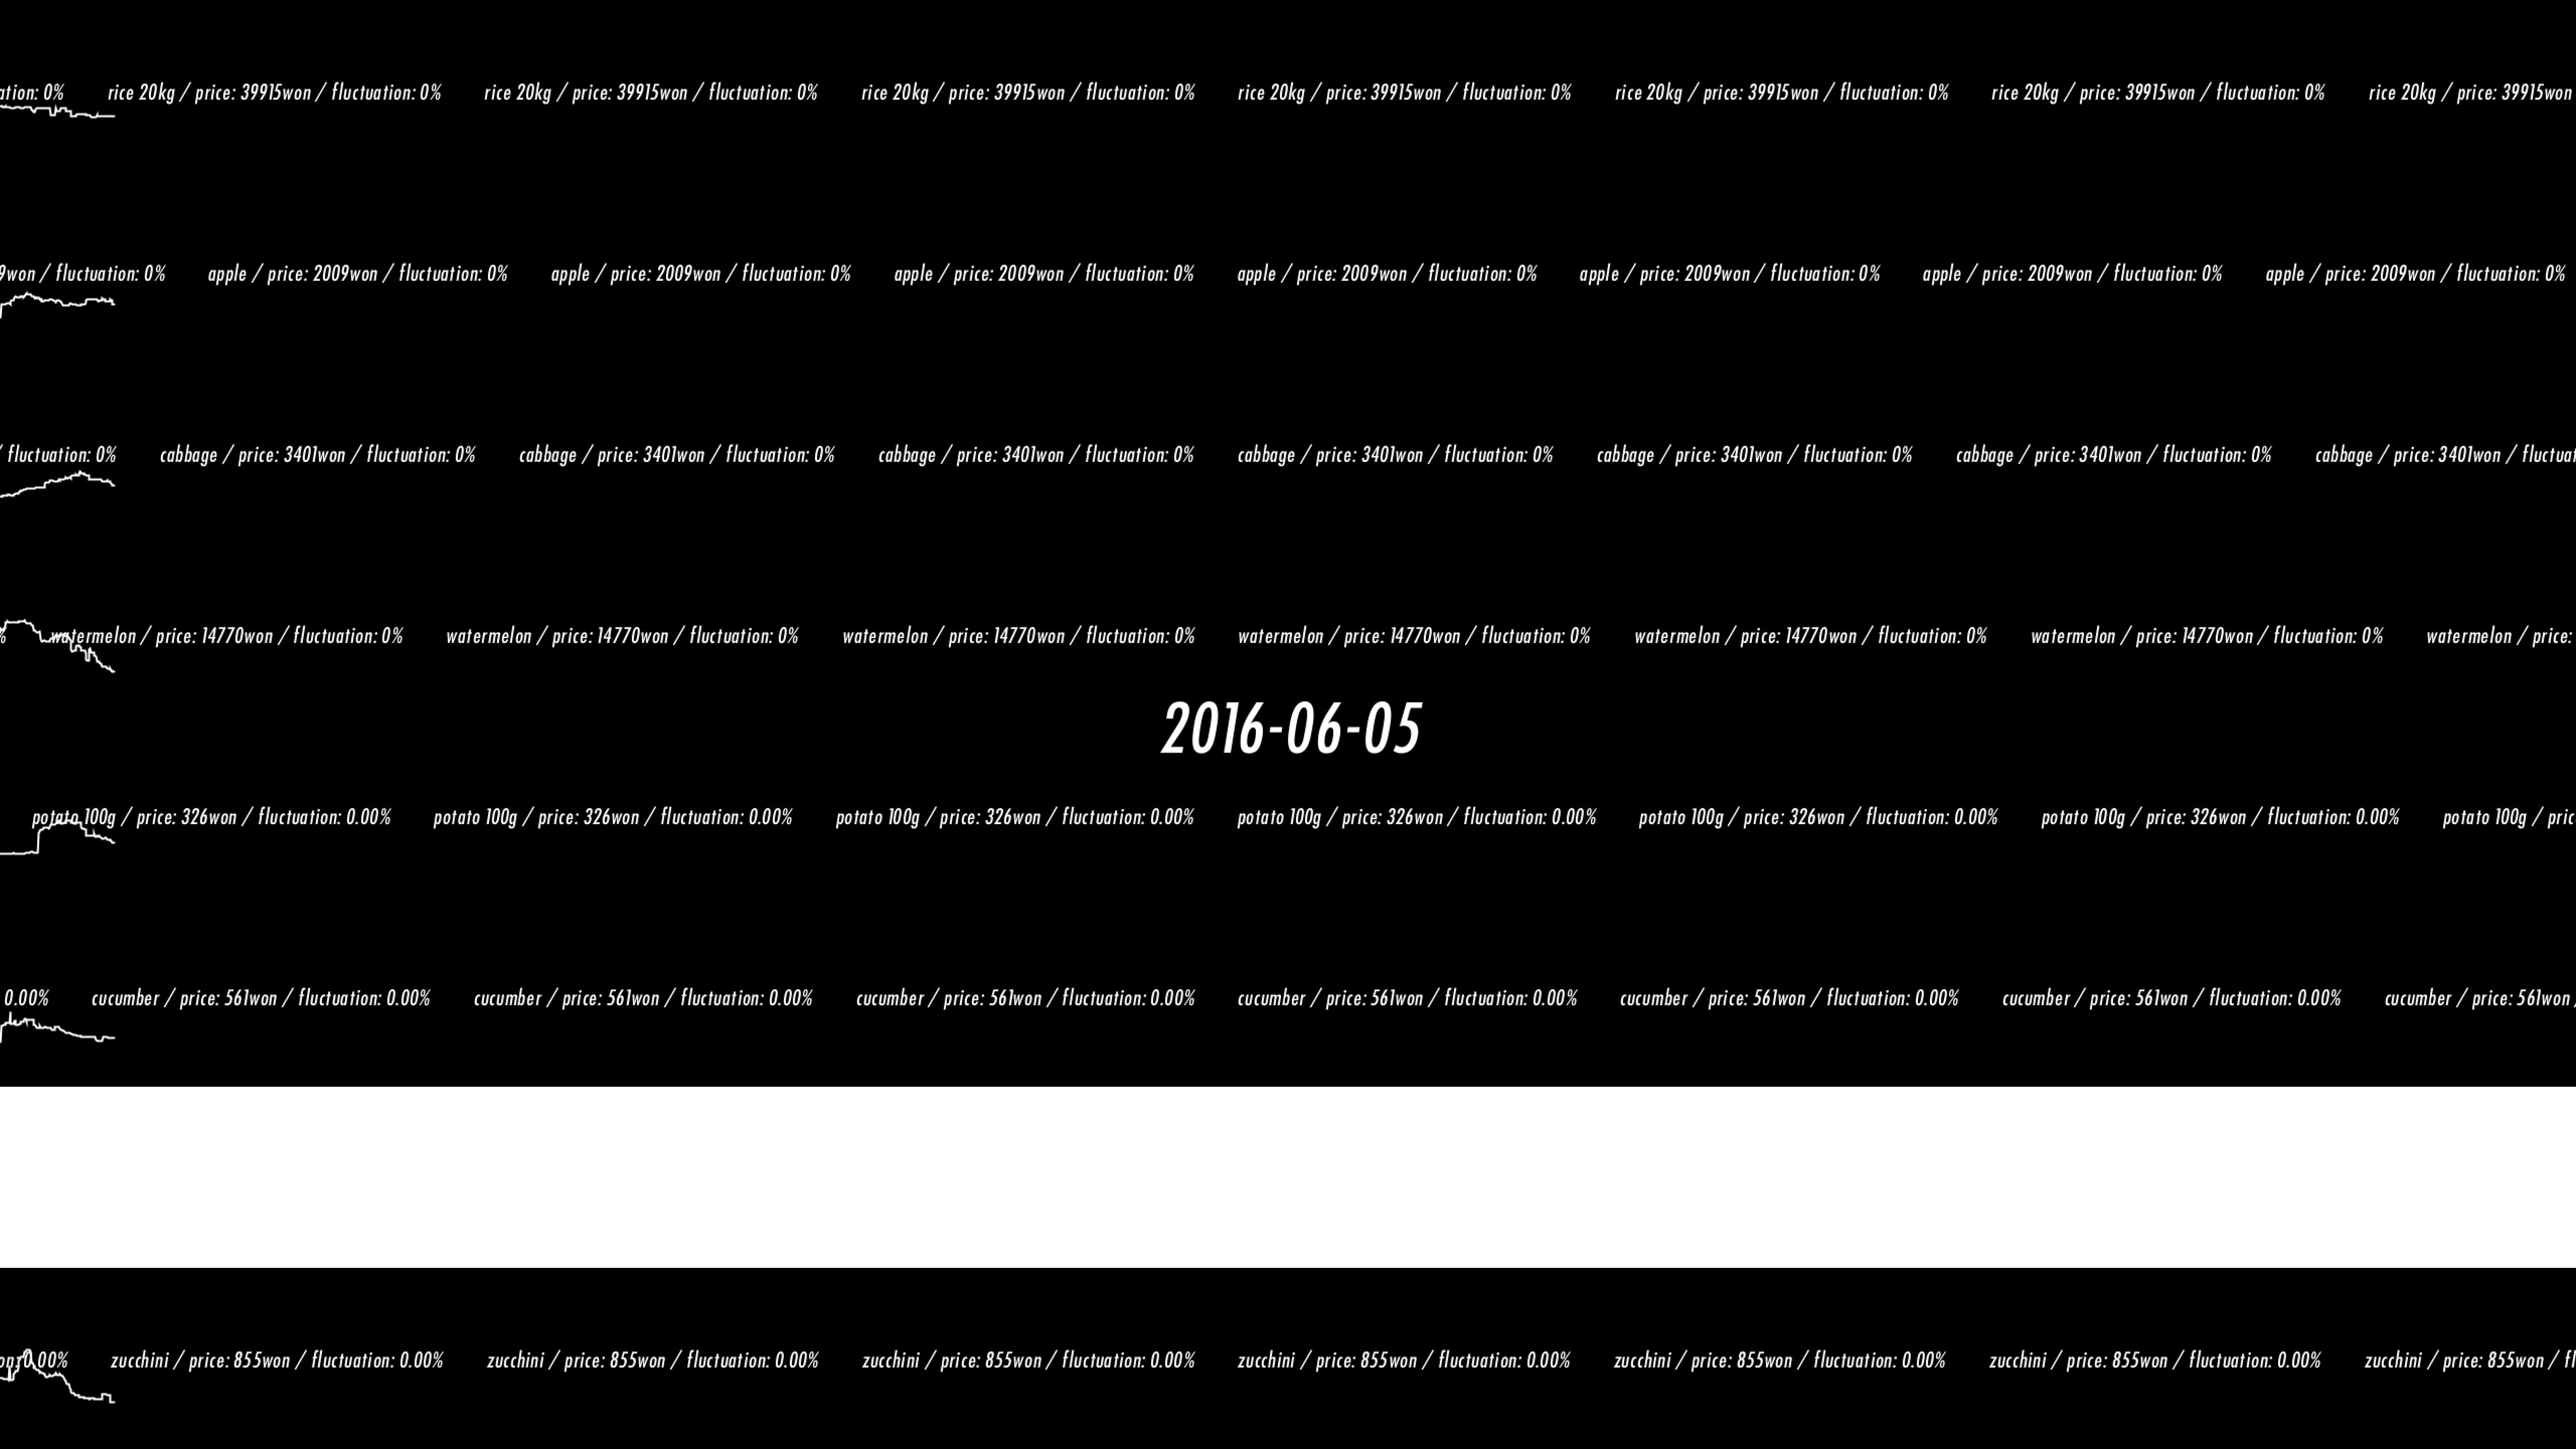 ation: 0% rice 20kg / price: 39915won / fluctuation: 0% rice 20kg / price: 39915won / fluctuation: 0% rice 20kg / price: 39915won / fluctuation: 0% rice 20kg / price: 39915won / fluctuation: 0% rice 20kg / price: 39915won / fluctuation: 0% rice 20kg / price: 39915won / fluctuation: 0% rice 20kg / price: 39915won
9won / fluctuation: 0% apple / price: 2009won / fluctuation: 0% apple / price: 2009won / fluctuation: 0% apple / price: 2009won / fluctuation: 0% apple / price: 2009won / fluctuation: 0% apple / price: 2009won / fluctuation: 0% apple / price: 2009won / fluctuation: 0% apple / price: 2009won / fluctuation: 0%
/ fluctuation: 0% cabbage / price: 3401won / fluctuation: 0% cabbage / price: 3401won / fluctuation: 0% cabbage / price: 3401won / fluctuation: 0% cabbage / price: 3401won / fluctuation: 0% cabbage / price: 3401won / fluctuation: 0% cabbage / price: 3401won / fluctuation: 0% cabbage / price: 3401won / fluctuat
% watermelon / price: 14770won / fluctuation: 0% watermelon / price: 14770won / fluctuation: 0% watermelon / price: 14770won / fluctuation: 0% watermelon / price: 14770won / fluctuation: 0% watermelon / price: 14770won / fluctuation: 0% watermelon / price: 14770won / fluctuation: 0% watermelon / price:
2016-06-05
potato 100g / price: 326won / fluctuation: 0.00% potato 100g / price: 326won / fluctuation: 0.00% potato 100g / price: 326won / fluctuation: 0.00% potato 100g / price: 326won / fluctuation: 0.00% potato 100g / price: 326won / fluctuation: 0.00% potato 100g / price: 326won / fluctuation: 0.00% potato 100g / pric
0.00% cucumber / price: 561won / fluctuation: 0.00% cucumber / price: 561won / fluctuation: 0.00% cucumber / price: 561won / fluctuation: 0.00% cucumber / price: 561won / fluctuation: 0.00% cucumber / price: 561won / fluctuation: 0.00% cucumber / price: 561won / fluctuation: 0.00% cucumber / price: 561won /
on: 0.00% zucchini / price: 855won / fluctuation: 0.00% zucchini / price: 855won / fluctuation: 0.00% zucchini / price: 855won / fluctuation: 0.00% zucchini / price: 855won / fluctuation: 0.00% zucchini / price: 855won / fluctuation: 0.00% zucchini / price: 855won / fluctuation: 0.00% zucchini / price: 855won / fl